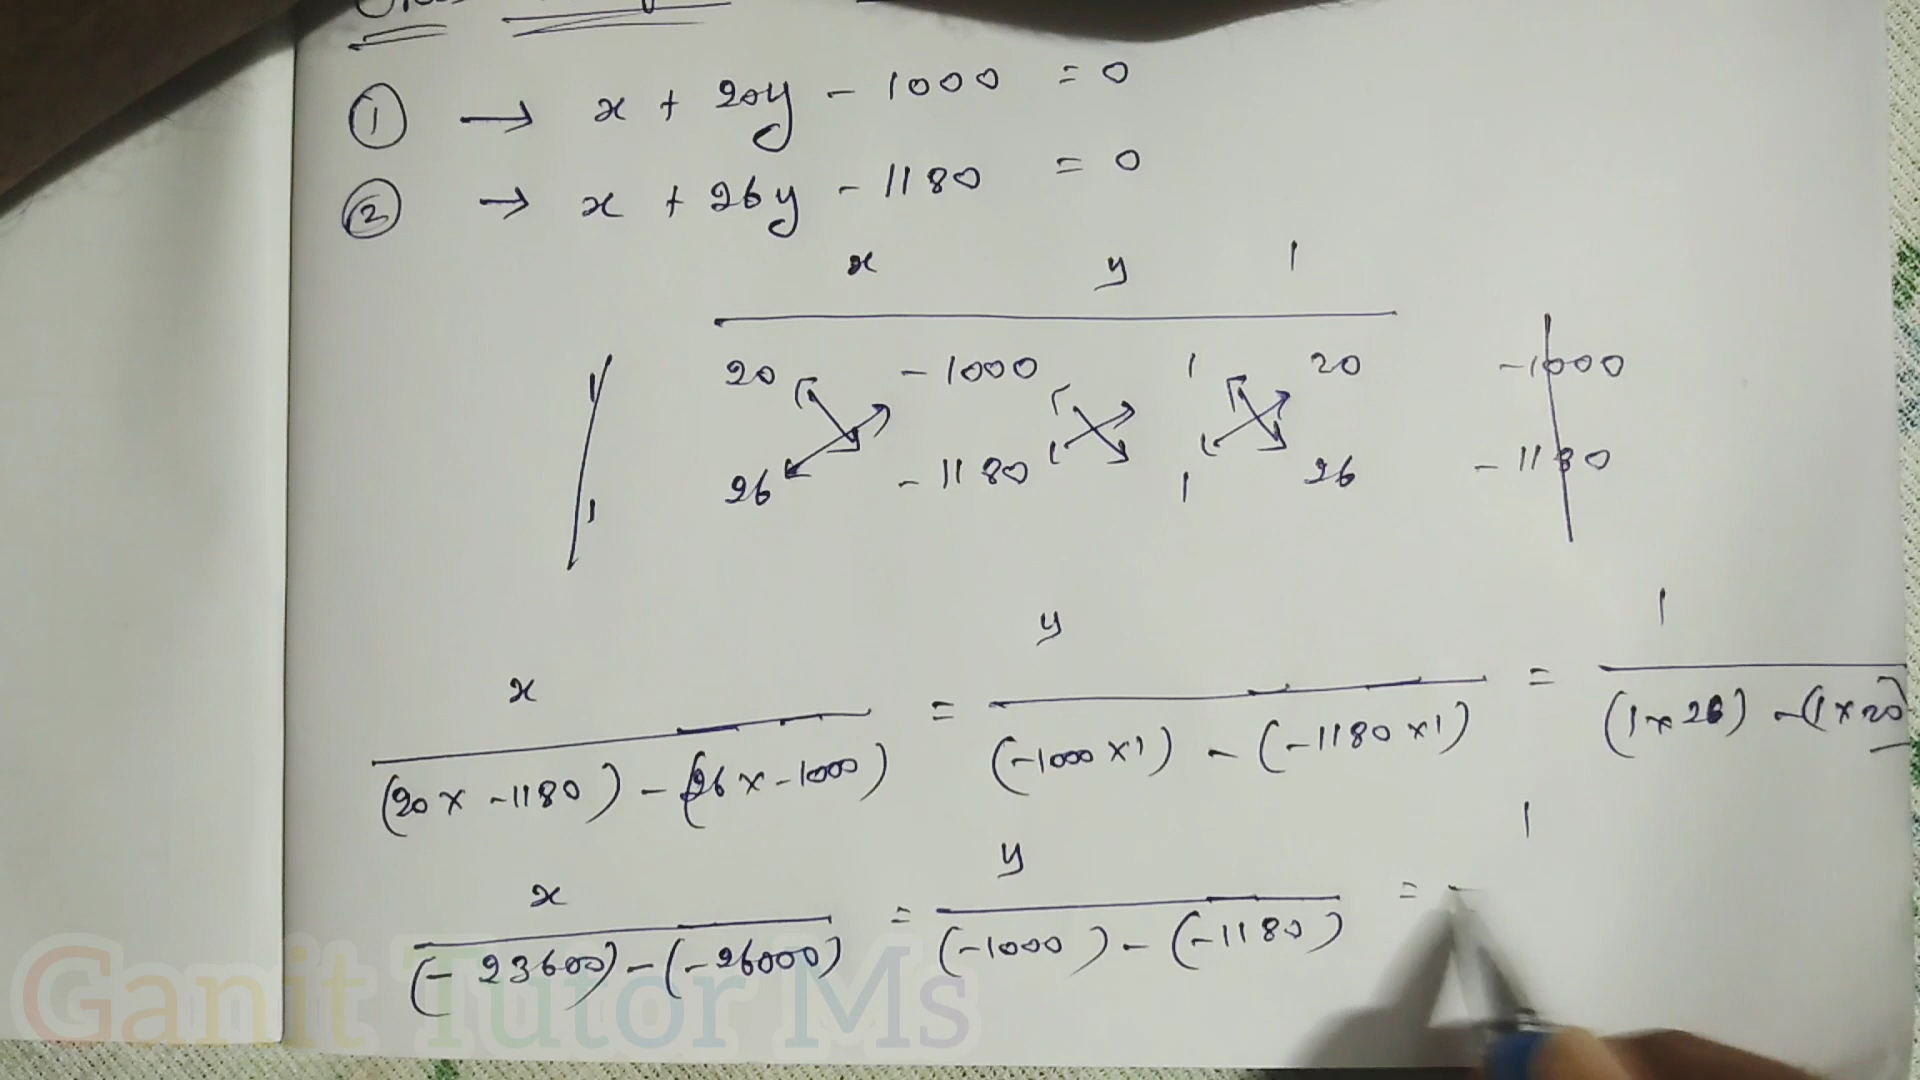 ① → x + 20y - 1000 = 0
② → x + 26y - 1180 = 0
x y 1
1 20 -1000 1 20 -1000
1 26 -1180 1 26 -1180
x/((20 x -1180) - (26 x -1000)) = y/((-1000 x 1) - (-1180 x 1)) = 1/((1 x 26) - (1 x 20)
x/((-23600) - (-26000)) = y/((-1000) - (-1180)) = 1
Ganit Tutor Ms